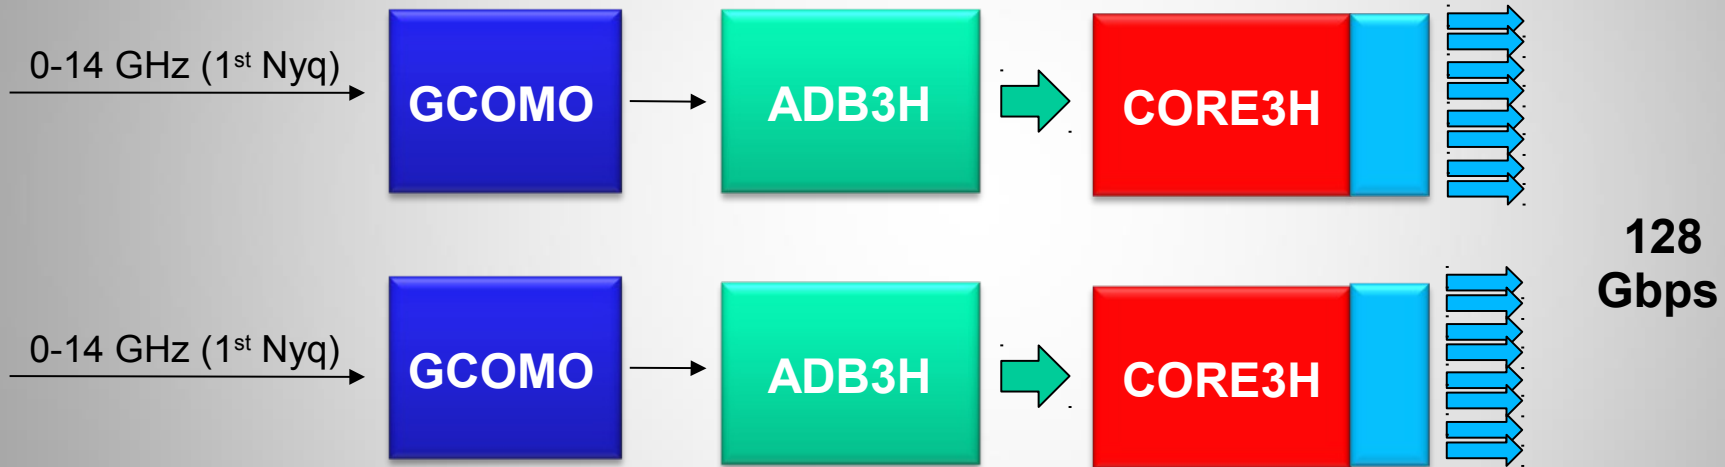 0-14 GHz (1st Nyq)
GCOMO
ADB3H
CORE3H
128
Gbps
0-14 GHz (1st Nyq)
GCOMO
ADB3H
CORE3H